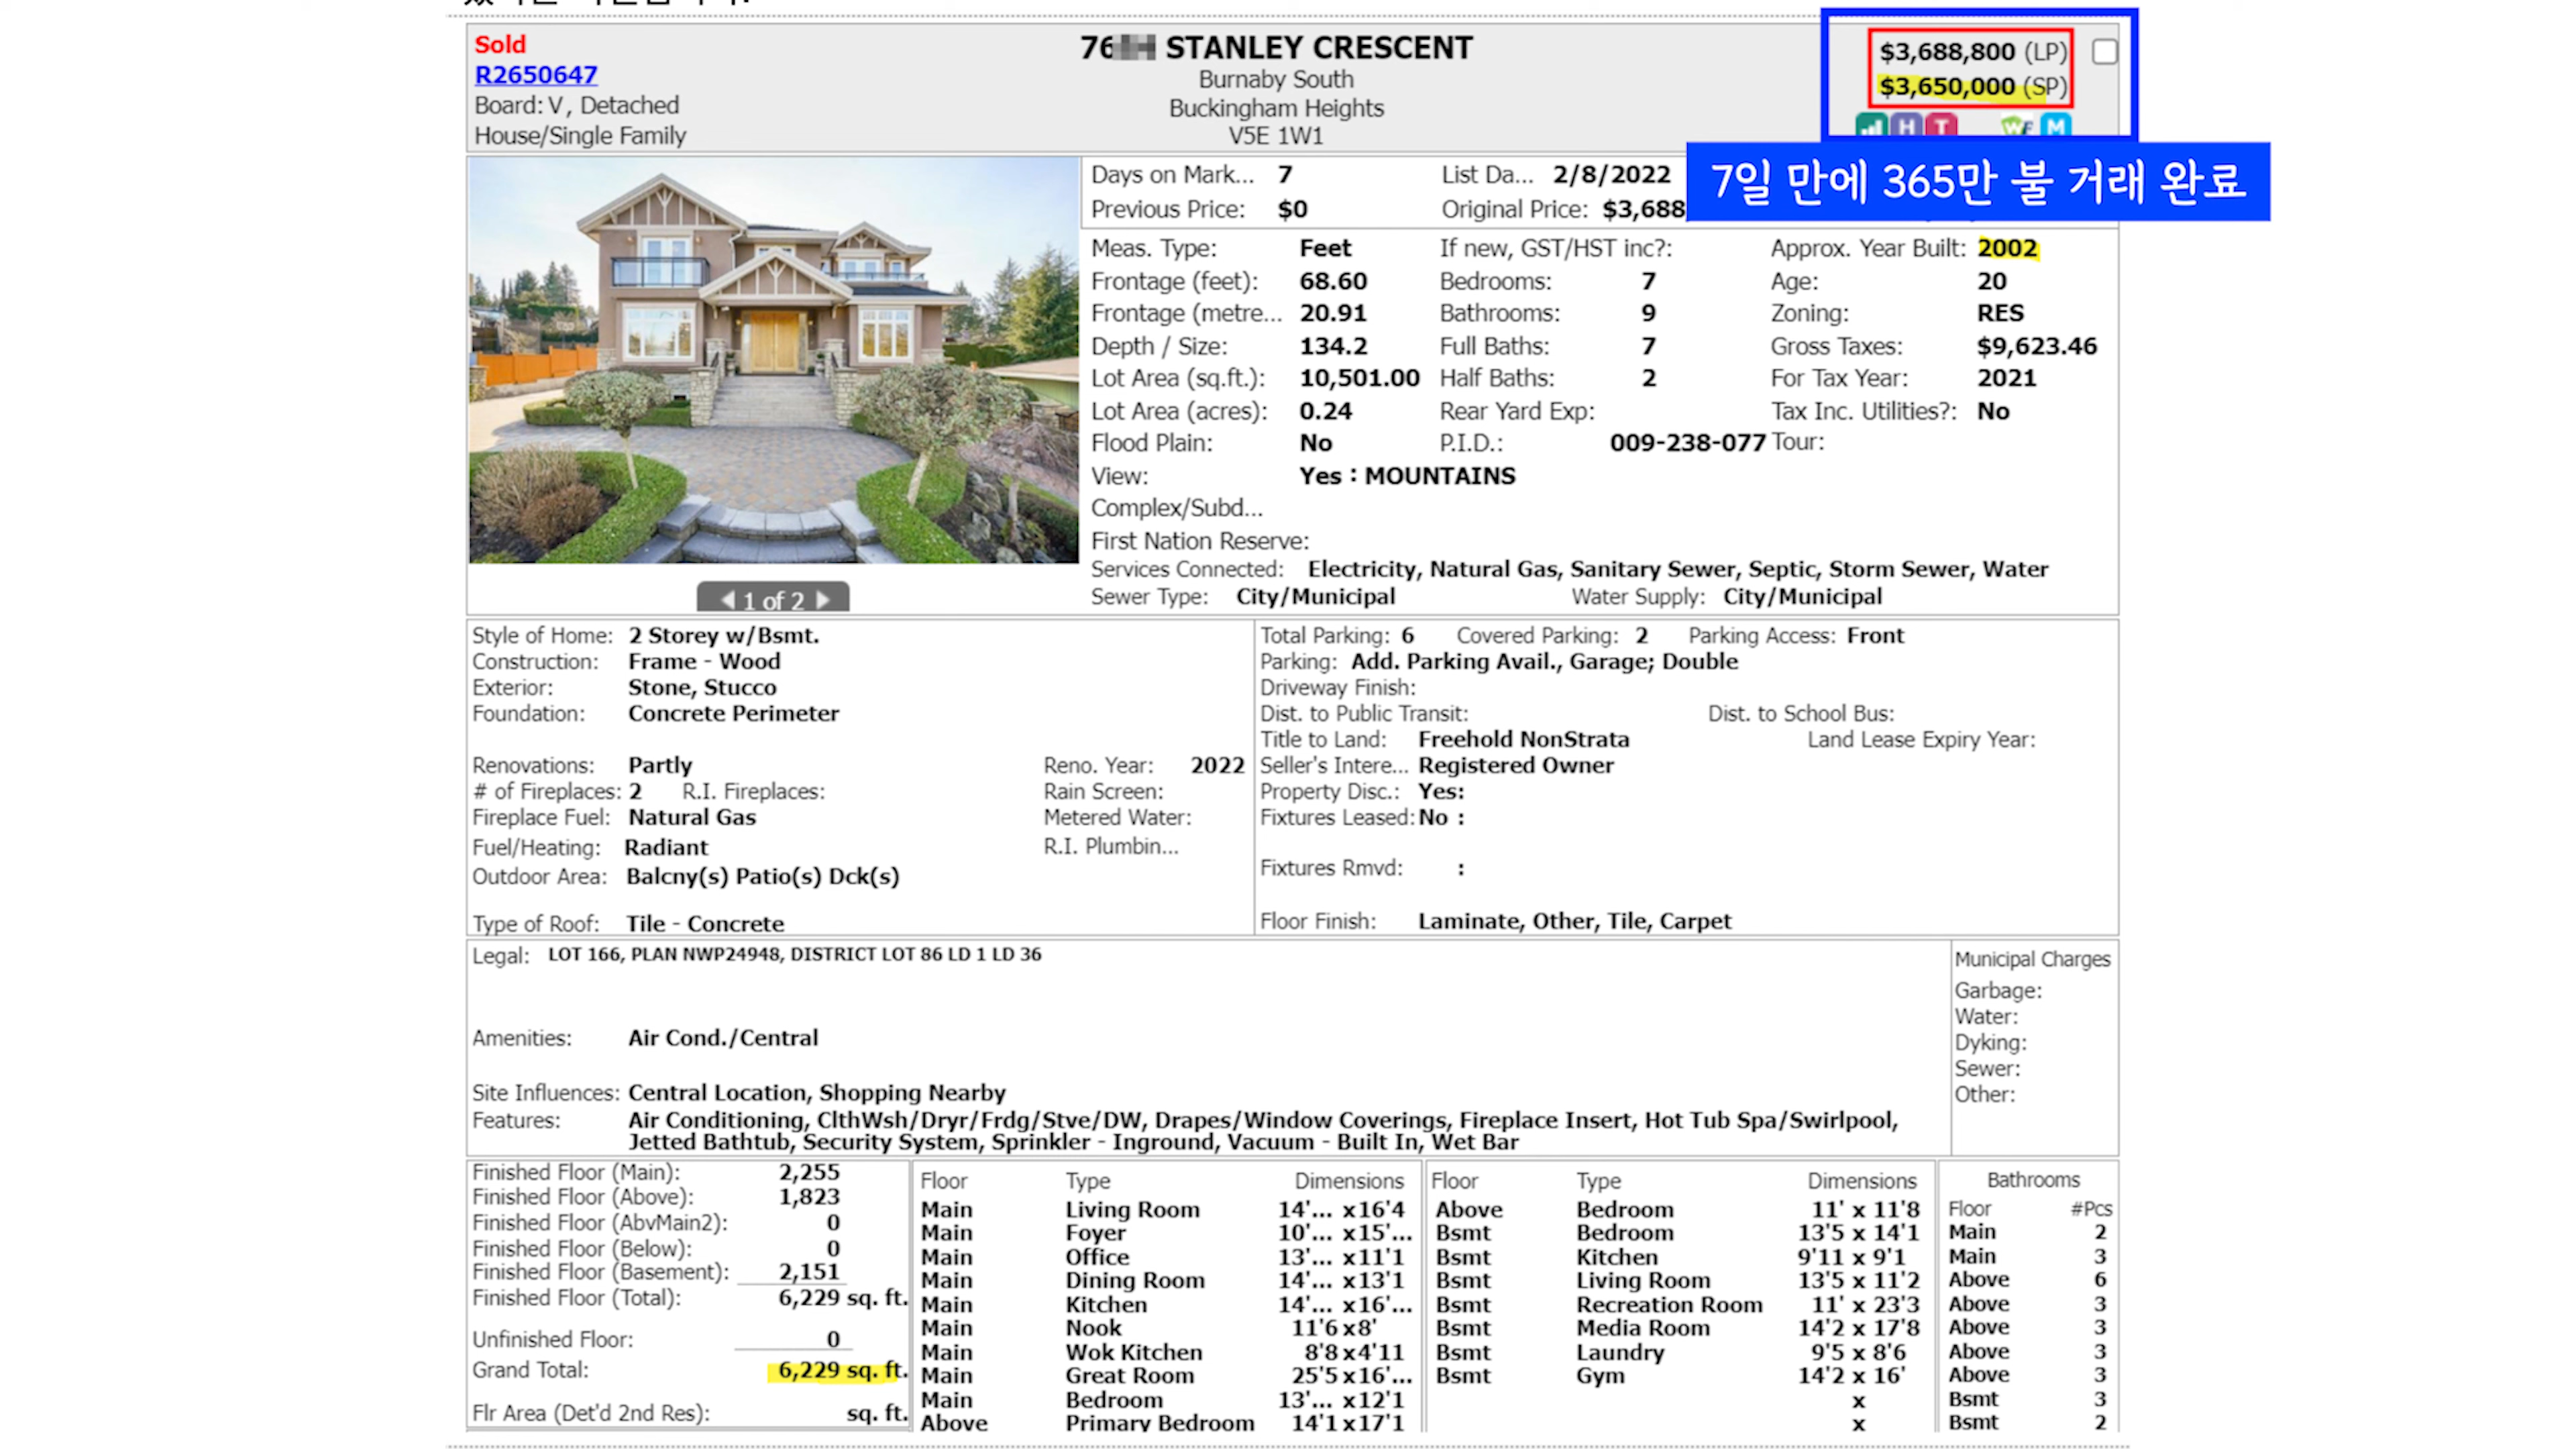 Sold
R2650647
Board: V, Detached
House/Single Family
76 STANLEY CRESCENT
Burnaby South
Buckingham Heights
V5E 1W1
$3,688,800 (LP)
$3,650,000 (SP)
H T WF M
7일 만에 365만 불 거래 완료
Days on Mark... 7 List Da... 2/8/2022
Previous Price: $0 Original Price: $3,688
Meas. Type: Feet If new, GST/HST inc?: Approx. Year Built: 2002
Frontage (feet): 68.60 Bedrooms: 7 Age: 20
Frontage (metre... 20.91 Bathrooms: 9 Zoning: RES
Depth / Size: 134.2 Full Baths: 7 Gross Taxes: $9,623.46
Lot Area (sq.ft.): 10,501.00 Half Baths: 2 For Tax Year: 2021
Lot Area (acres): 0.24 Rear Yard Exp: Tax Inc. Utilities?: No
Flood Plain: No P.I.D.: 009-238-077 Tour:
View: Yes : MOUNTAINS
Complex/Subd...
First Nation Reserve:
Services Connected: Electricity, Natural Gas, Sanitary Sewer, Septic, Storm Sewer, Water
Sewer Type: City/Municipal Water Supply: City/Municipal
1 of 2
Style of Home: 2 Storey w/Bsmt.
Construction: Frame - Wood
Exterior: Stone, Stucco
Foundation: Concrete Perimeter
Renovations: Partly Reno. Year: 2022
# of Fireplaces: 2 R.I. Fireplaces: Rain Screen:
Fireplace Fuel: Natural Gas Metered Water:
Fuel/Heating: Radiant R.I. Plumbin...
Outdoor Area: Balcny(s) Patio(s) Dck(s)
Type of Roof: Tile - Concrete
Total Parking: 6 Covered Parking: 2 Parking Access: Front
Parking: Add. Parking Avail., Garage; Double
Driveway Finish:
Dist. to Public Transit: Dist. to School Bus:
Title to Land: Freehold NonStrata Land Lease Expiry Year:
Seller's Intere... Registered Owner
Property Disc.: Yes:
Fixtures Leased: No :
Fixtures Rmvd: :
Floor Finish: Laminate, Other, Tile, Carpet
Legal: LOT 166, PLAN NWP24948, DISTRICT LOT 86 LD 1 LD 36
Amenities: Air Cond./Central
Site Influences: Central Location, Shopping Nearby
Features: Air Conditioning, ClthWsh/Dryr/Frdg/Stve/DW, Drapes/Window Coverings, Fireplace Insert, Hot Tub Spa/Swirlpool,
Jetted Bathtub, Security System, Sprinkler - Inground, Vacuum - Built In, Wet Bar
Municipal Charges
Garbage:
Water:
Dyking:
Sewer:
Other:
Finished Floor (Main): 2,255
Finished Floor (Above): 1,823
Finished Floor (AbvMain2): 0
Finished Floor (Below): 0
Finished Floor (Basement): 2,151
Finished Floor (Total): 6,229 sq. ft.
Unfinished Floor: 0
Grand Total: 6,229 sq. ft.
Flr Area (Det'd 2nd Res): sq. ft.
Floor Type Dimensions
Main Living Room 14'... x16'4
Main Foyer 10'... x15'...
Main Office 13'... x11'1
Main Dining Room 14'... x13'1
Main Kitchen 14'... x16'...
Main Nook 11'6 x8'
Main Wok Kitchen 8'8 x4'11
Main Great Room 25'5 x16'...
Main Bedroom 13'... x12'1
Above Primary Bedroom 14'1 x17'1
Floor Type Dimensions
Above Bedroom 11' x 11'8
Bsmt Bedroom 13'5 x 14'1
Bsmt Kitchen 9'11 x 9'1
Bsmt Living Room 13'5 x 11'2
Bsmt Recreation Room 11' x 23'3
Bsmt Media Room 14'2 x 17'8
Bsmt Laundry 9'5 x 8'6
Bsmt Gym 14'2 x 16'
x
x
Bathrooms
Floor #Pcs
Main 2
Main 3
Above 6
Above 3
Above 3
Above 3
Above 3
Bsmt 3
Bsmt 2